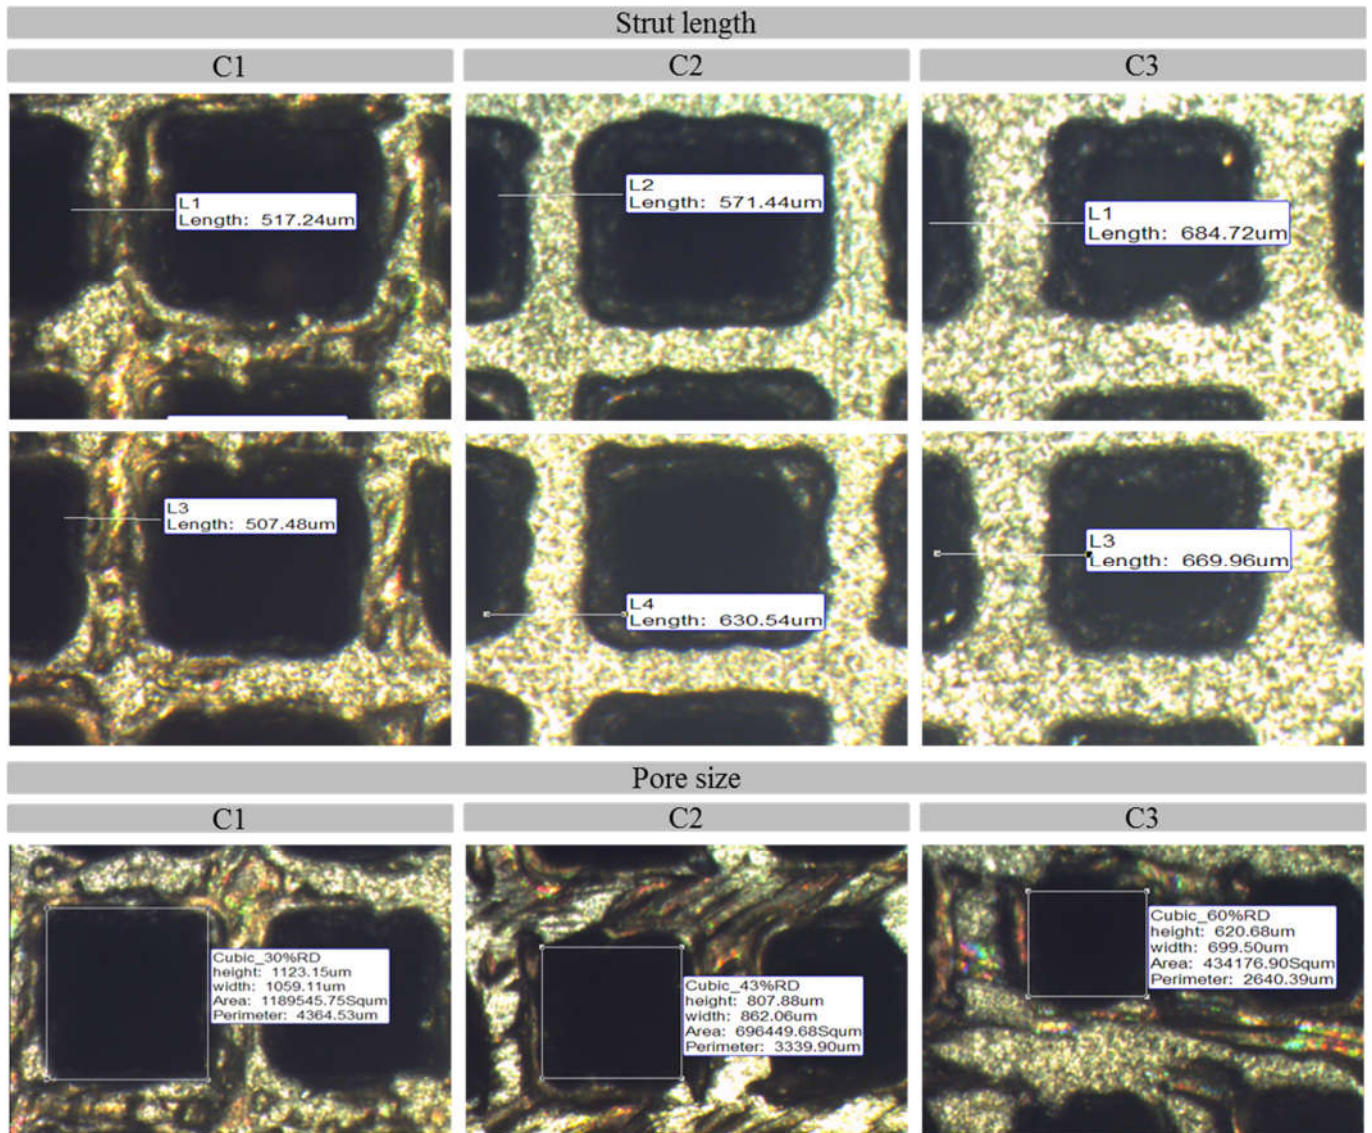 Strut length
C1
C2
C3
L1
Length: 517.24um
L2
Length: 571.44um
L1
Length: 684.72um
L3
Length: 507.48um
L4
Length: 630.54um
L3
Length: 669.96um
Pore size
C1
C2
C3
Cubic_30%RD
height: 1123.15um
width: 1059.11um
Area: 1189545.75Squm
Perimeter: 4364.53um
Cubic_43%RD
height: 807.88um
width: 862.06um
Area: 696449.68Squm
Perimeter: 3339.90um
Cubic_60%RD
height: 620.68um
width: 699.50um
Area: 434176.90Squm
Perimeter: 2640.39um